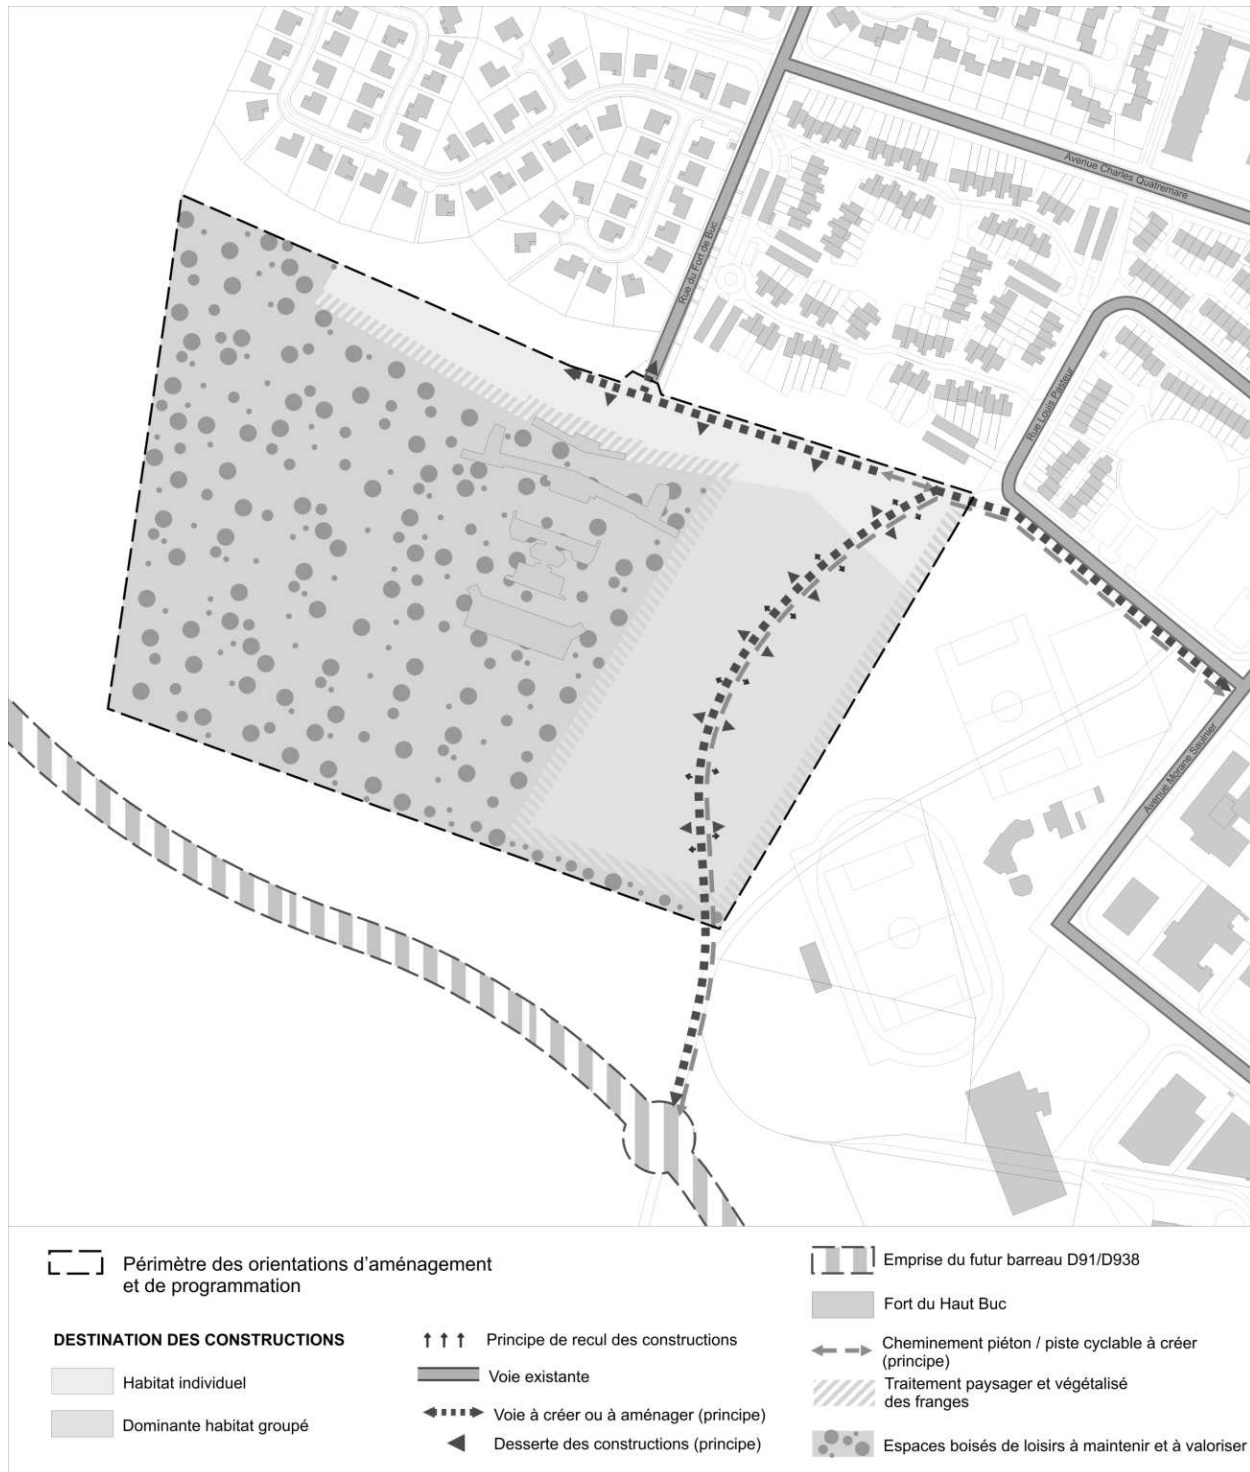 Avenue Charles Quatremare
Rue du Fort de Buc
Rue Louis Pasteur
Avenue Morane Saulnier
Périmètre des orientations d'aménagement
et de programmation
DESTINATION DES CONSTRUCTIONS
Habitat individuel
Dominante habitat groupé
Principe de recul des constructions
Voie existante
Voie à créer ou à aménager (principe)
Desserte des constructions (principe)
Emprise du futur barreau D91/D938
Fort du Haut Buc
Cheminement piéton / piste cyclable à créer
(principe)
Traitement paysager et végétalisé
des franges
Espaces boisés de loisirs à maintenir et à valoriser